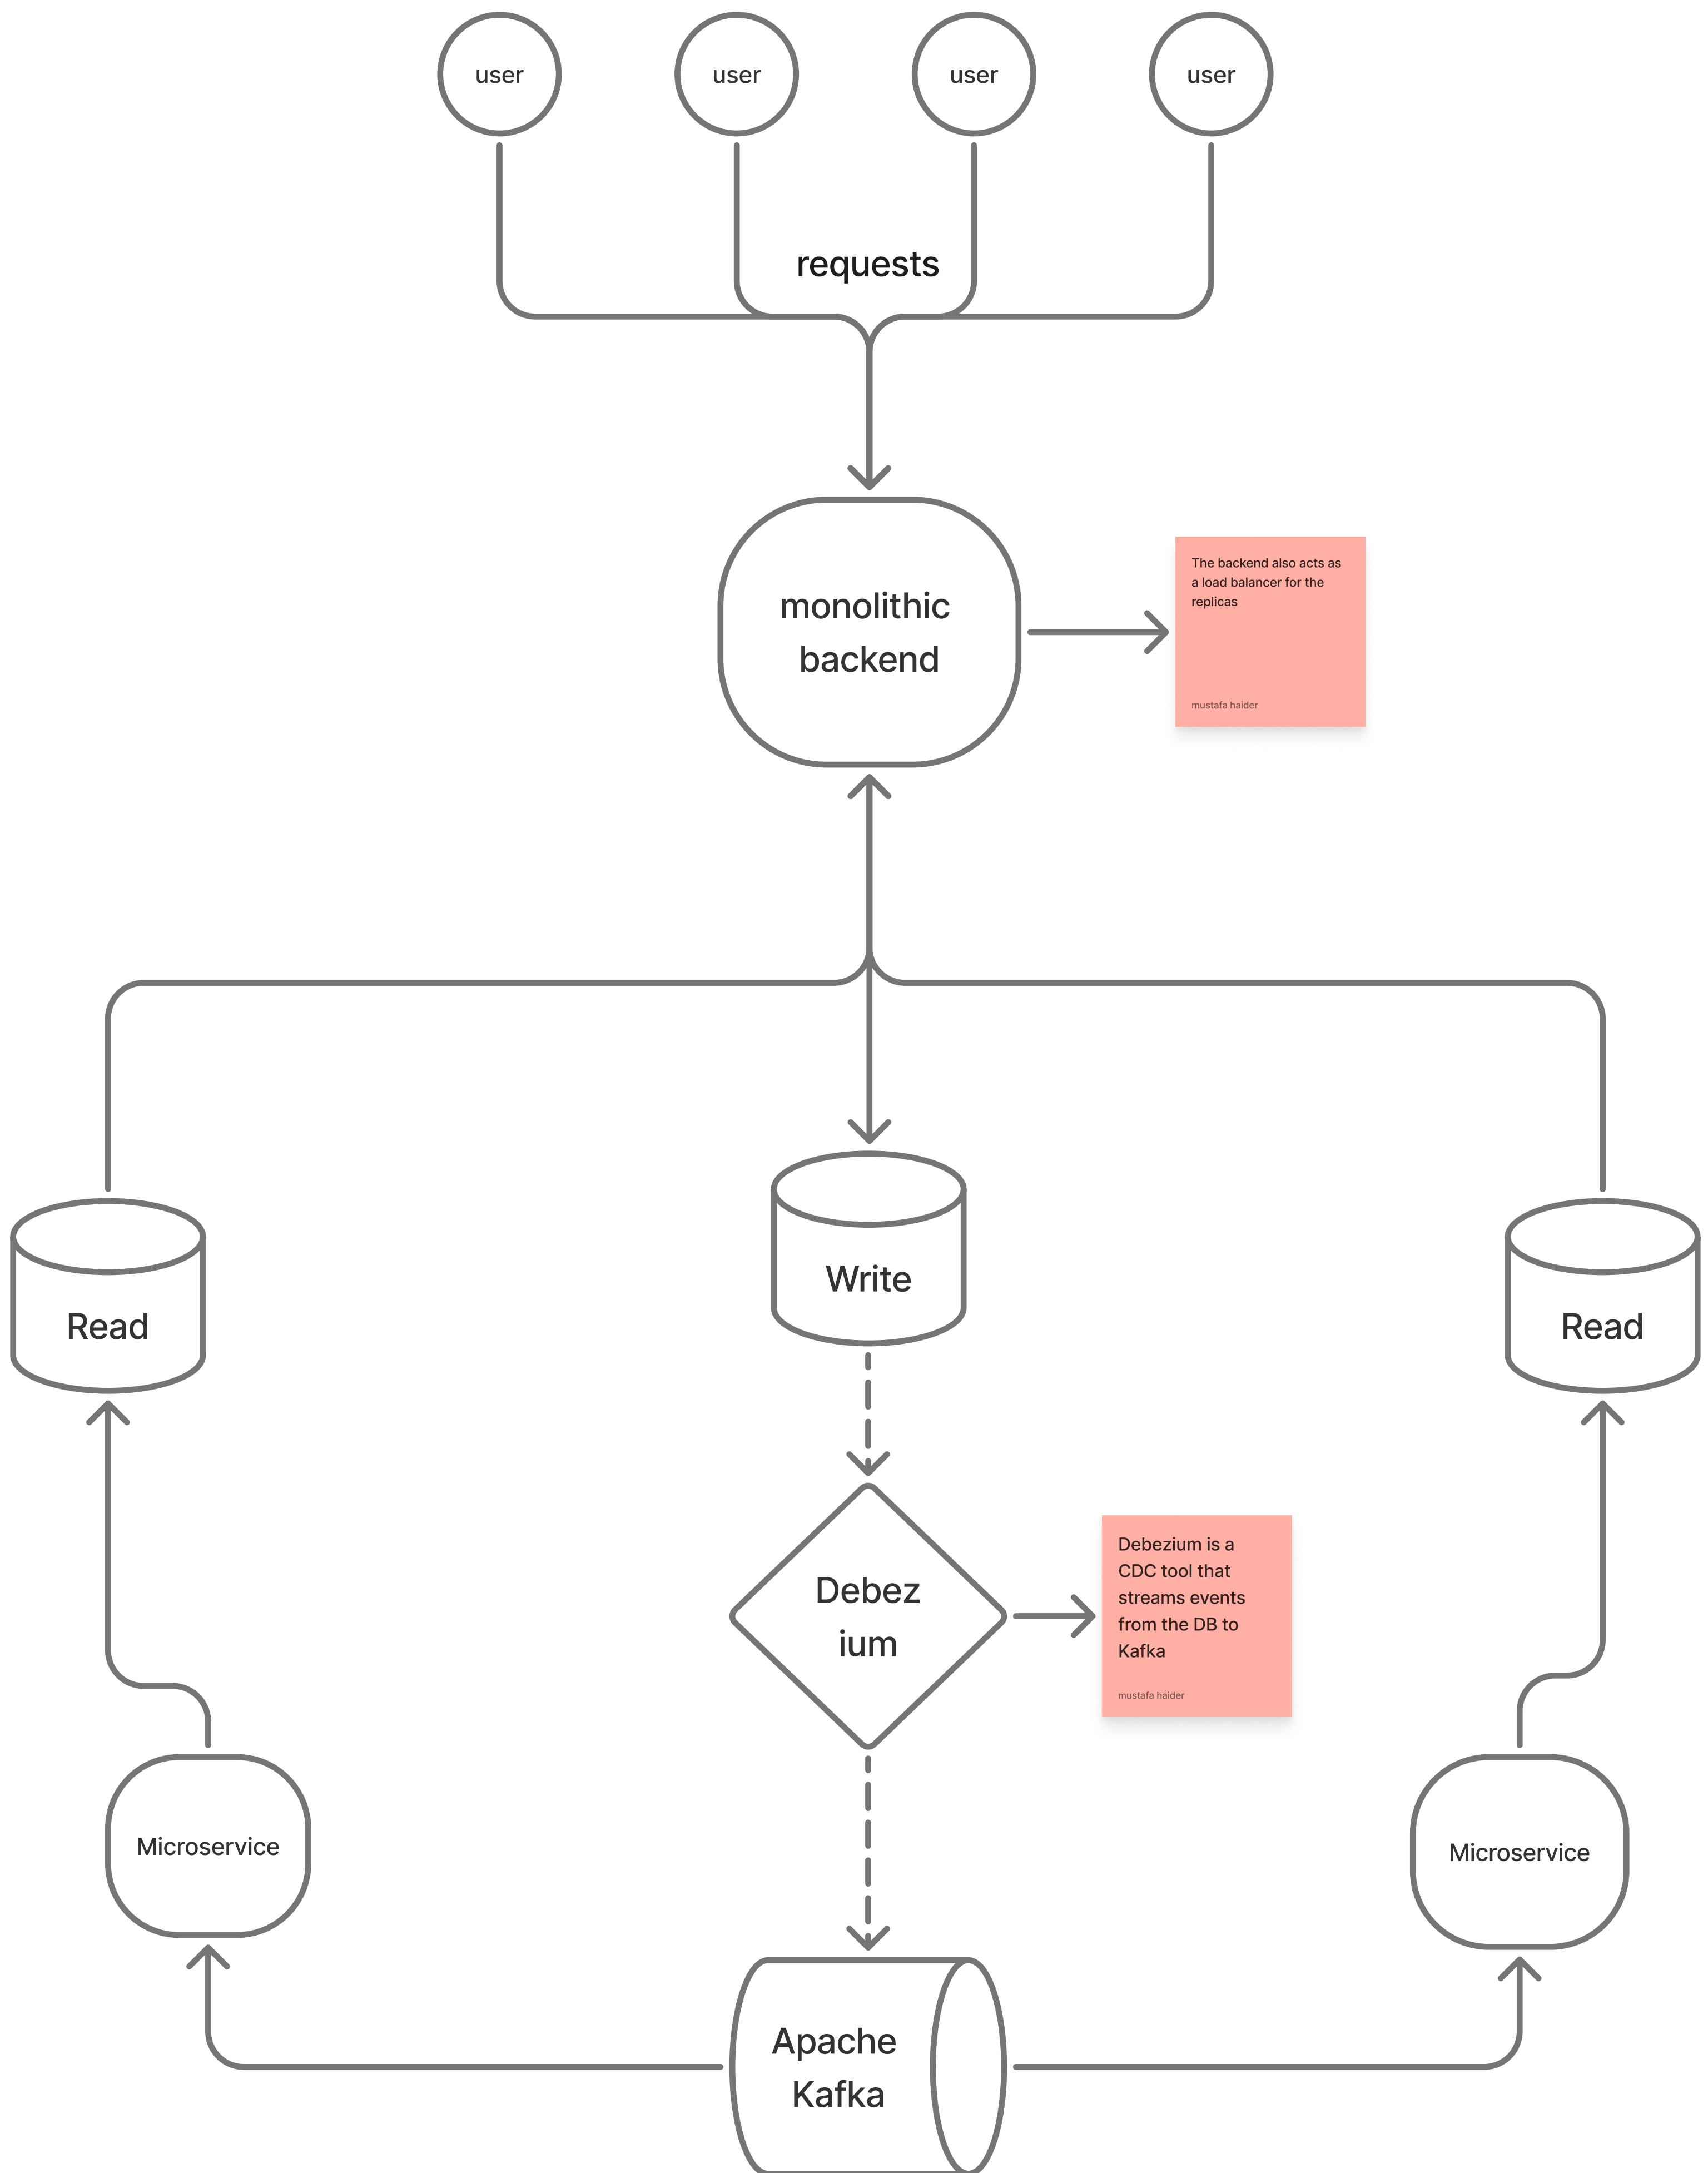 user
user
user
user
requests
monolithic
backend
The backend also acts as
a load balancer for the
replicas
mustafa haider
Read
Write
Read
Debez
ium
Debezium is a
CDC tool that
streams events
from the DB to
Kafka
mustafa haider
Microservice
Microservice
Apache
Kafka